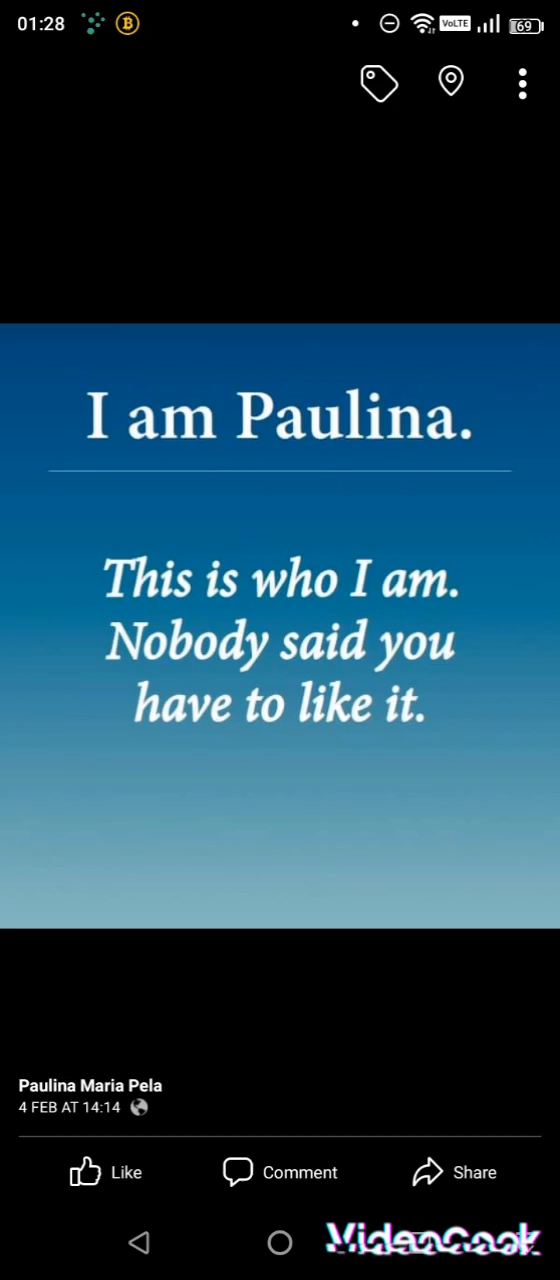 01:28
VoLTE
69
I am Paulina.
This is who I am.
Nobody said you
have to like it.
Paulina Maria Pela
4 FEB AT 14:14
Like Comment Share
VideoCook